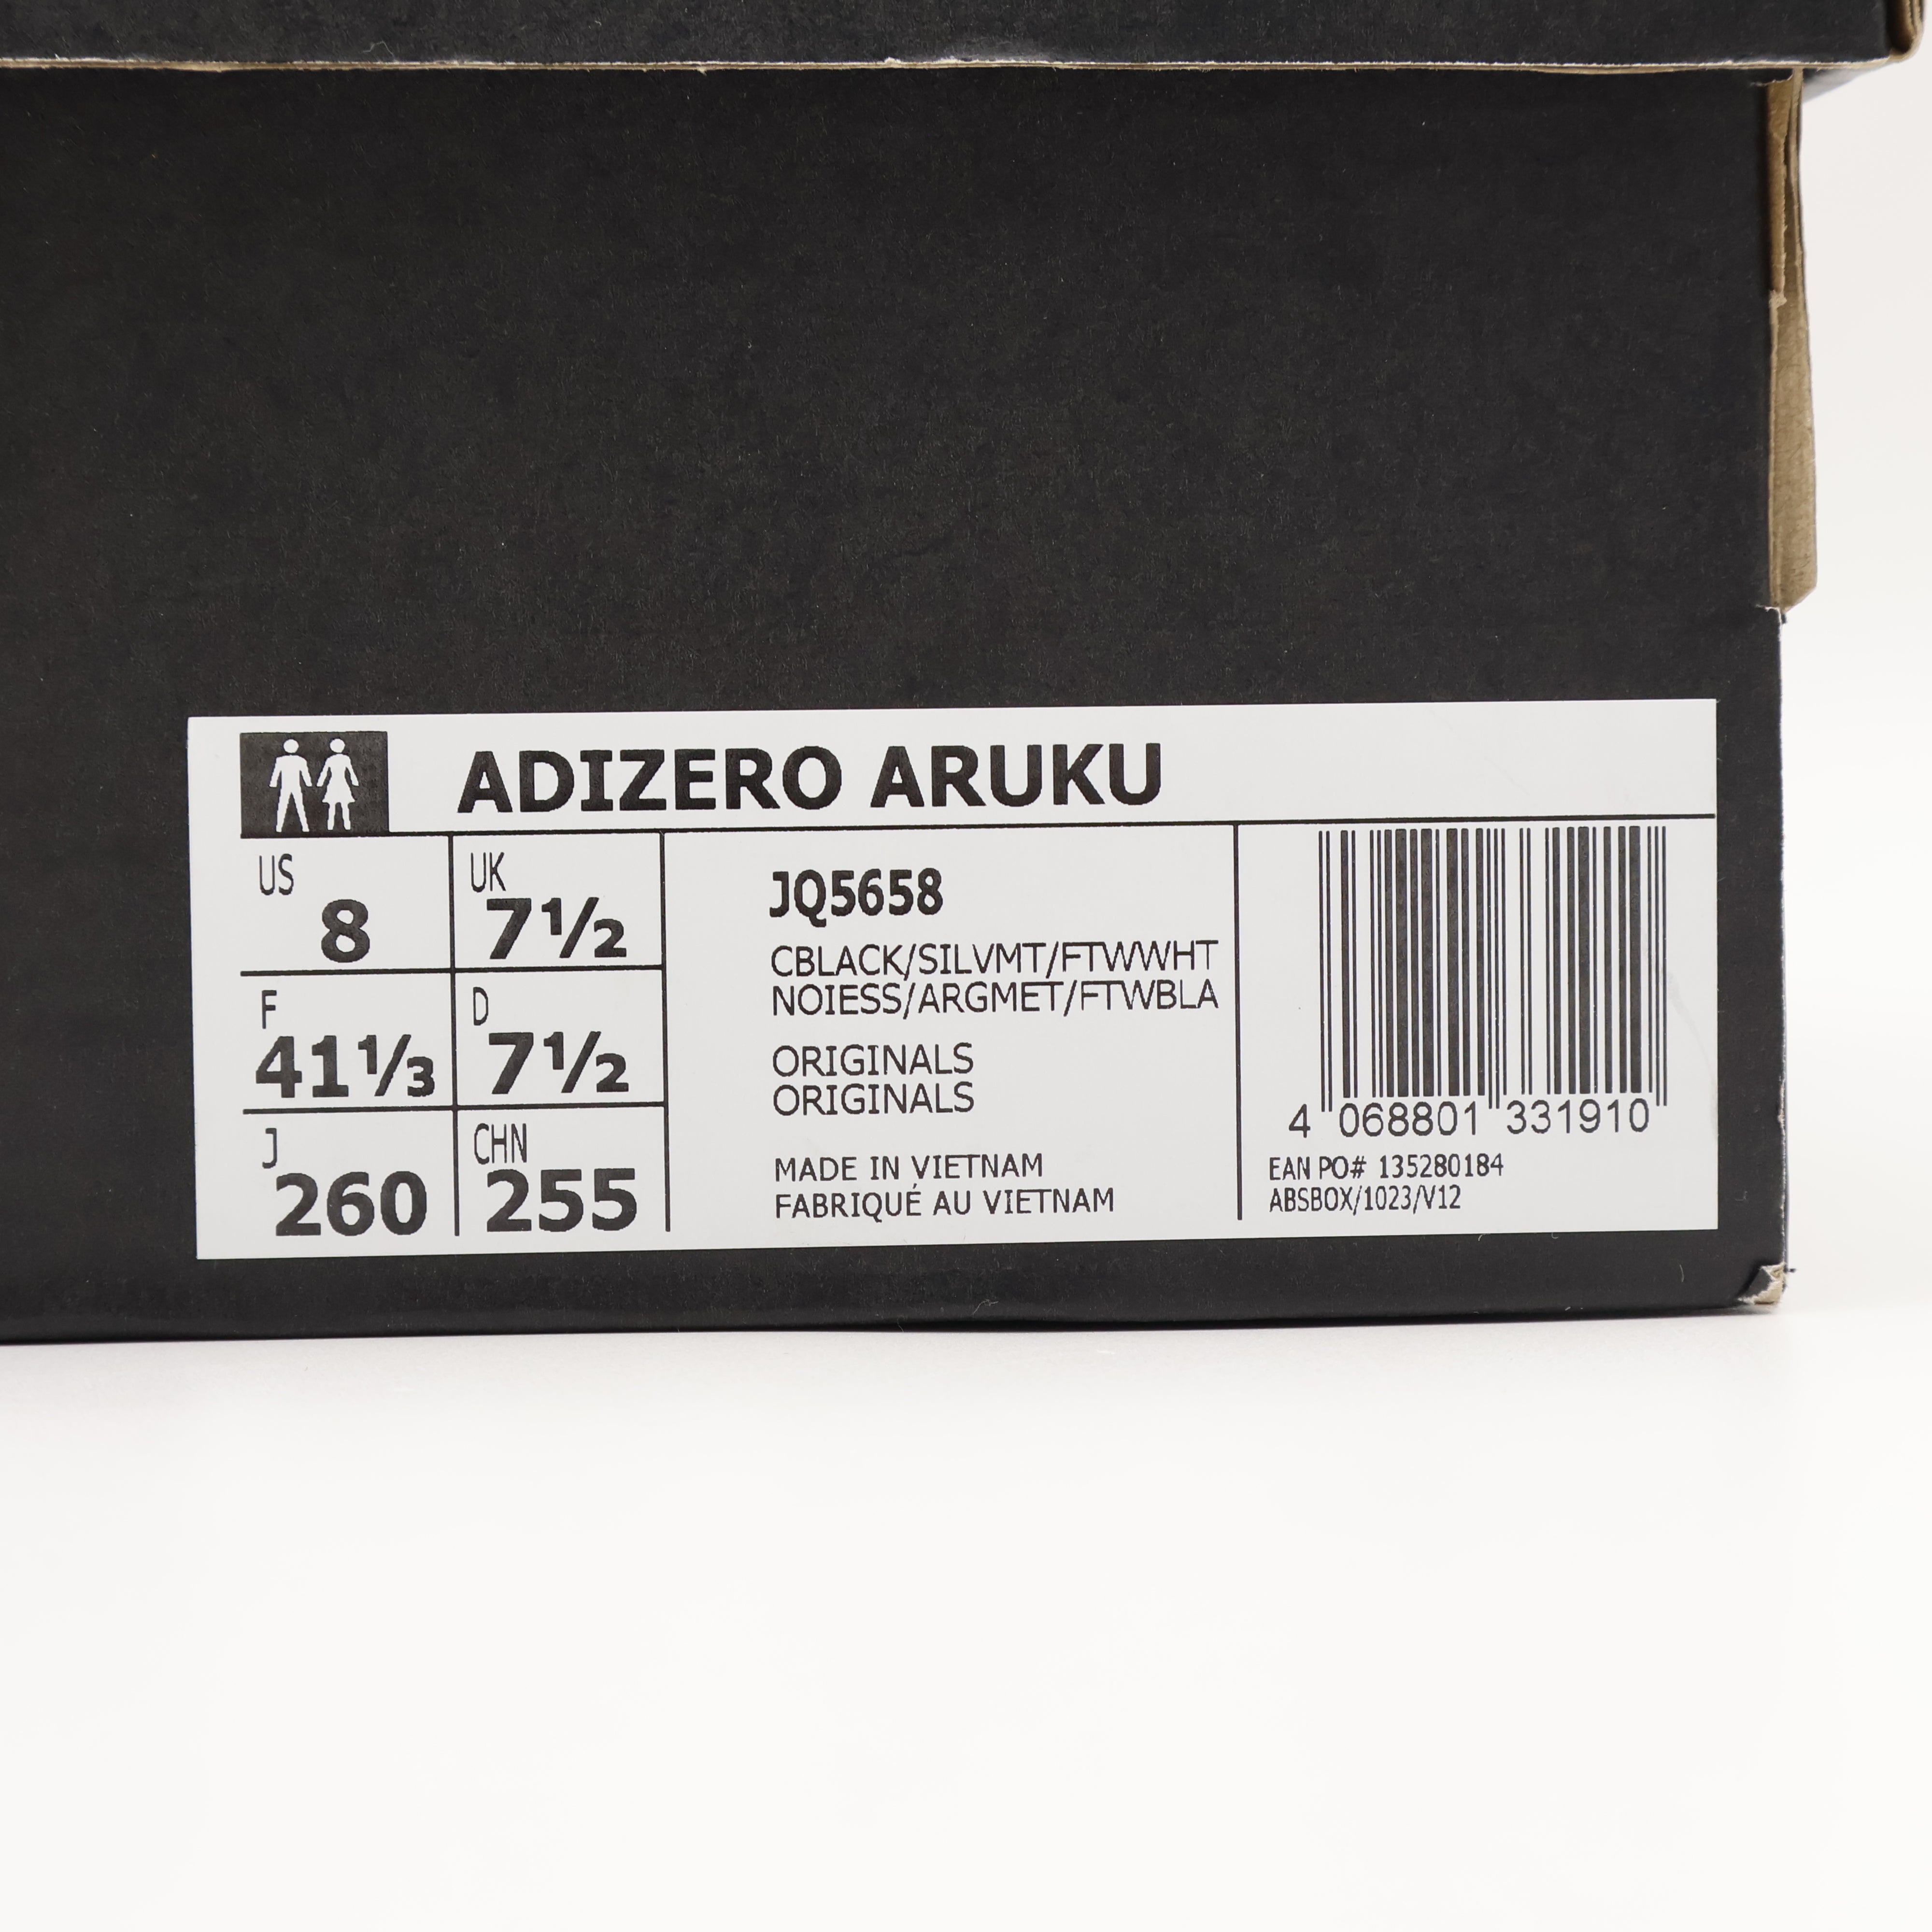 ADIZERO ARUKU
US
8
UK
7½
F
41⅓
D
7½
J
260
CHN
255
JQ5658
CBLACK/SILVMT/FTWWHT
NOIESS/ARGMET/FTWBLA
ORIGINALS
ORIGINALS
MADE IN VIETNAM
FABRIQUÉ AU VIETNAM
4 068801 331910
EAN PO# 135280184
ABSBOX/1023/V12